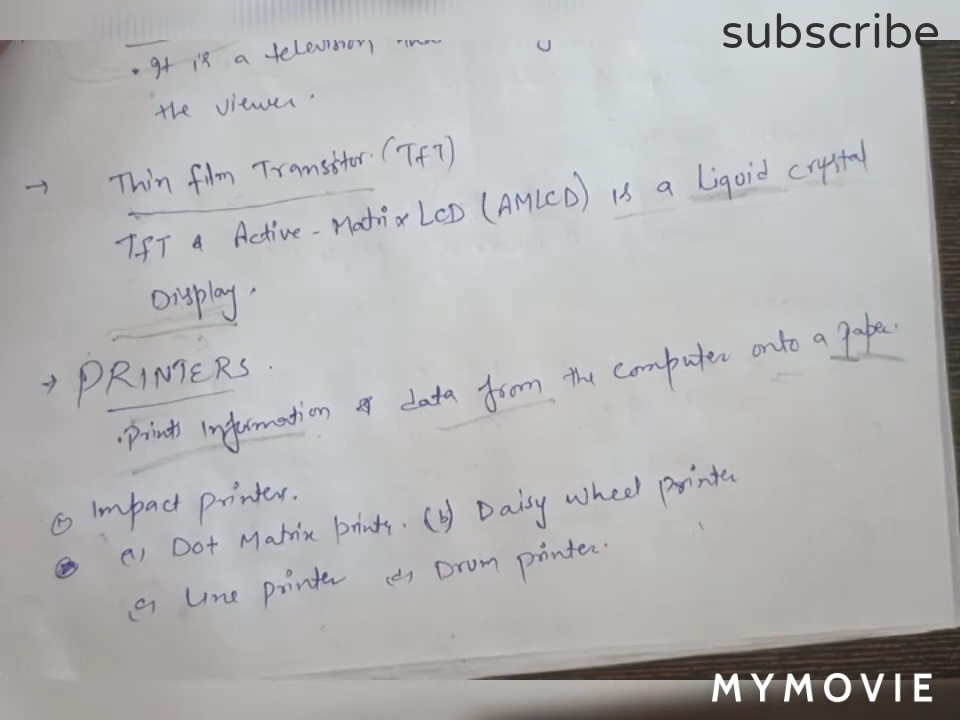 subscribe
. It is a television
the viewer.
→ Thin film Transistor. (TFT)
TFT & Active-Matrix LCD (AMLCD) is a Liquid crystal
Display.
→ PRINTERS.
. Prints Information & data from the computer onto a paper.
① Impact printers.
(a) Dot Matrix printer. (b) Daisy wheel printer
(c) Line printer (d) Drum printer.
MYMOVIE